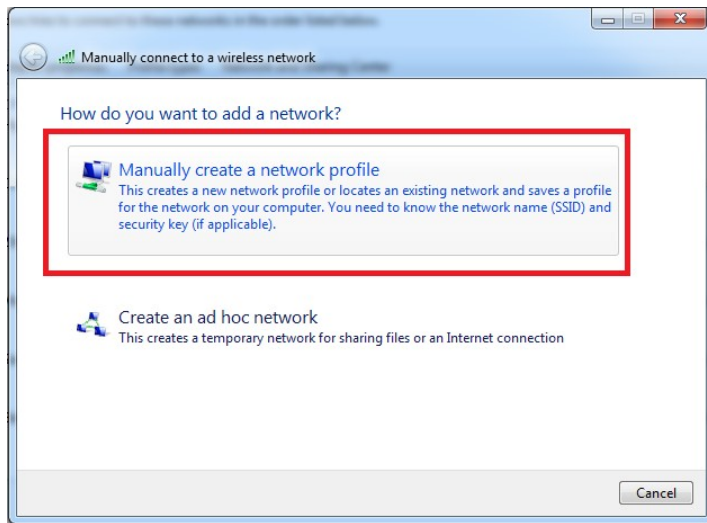 Manually connect to a wireless network
How do you want to add a network?
Manually create a network profile
This creates a new network profile or locates an existing network and saves a profile
for the network on your computer. You need to know the network name (SSID) and
security key (if applicable).
Create an ad hoc network
This creates a temporary network for sharing files or an Internet connection
Cancel